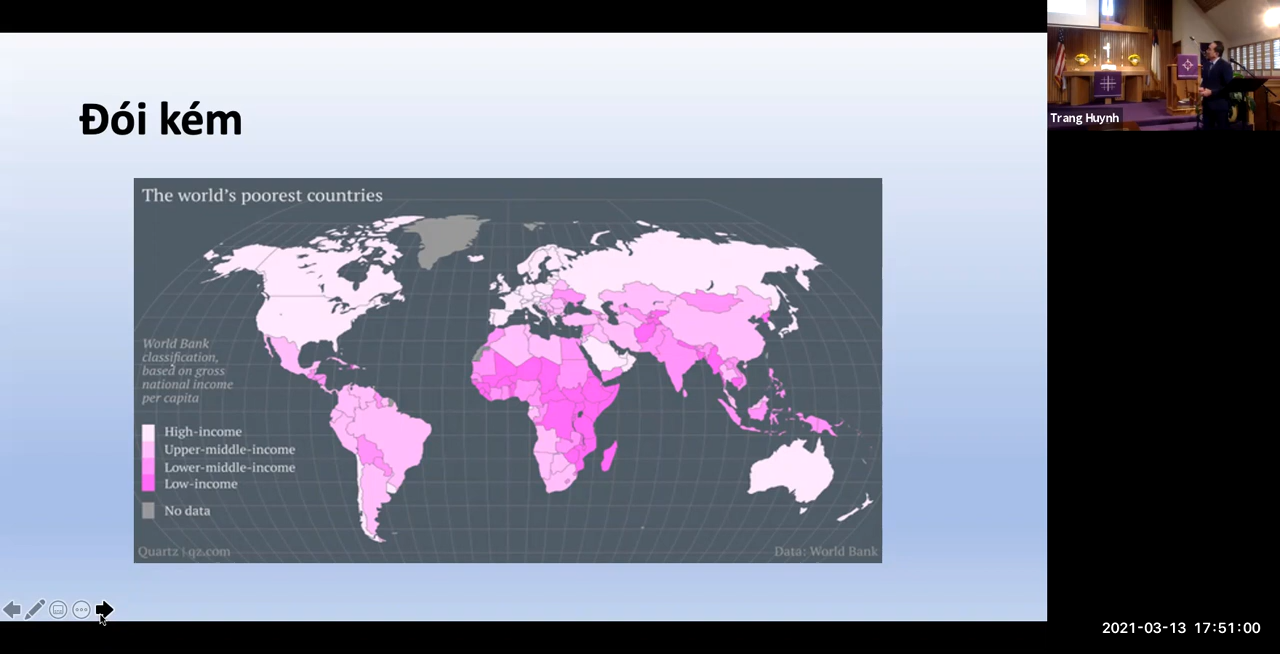 Đói kém
The world's poorest countries
World Bank
classification,
based on gross
national income
per capita
High-income
Upper-middle-income
Lower-middle-income
Low-income
No data
Quartz | qz.com
Data: World Bank
Trang Huynh
2021-03-13 17:51:00